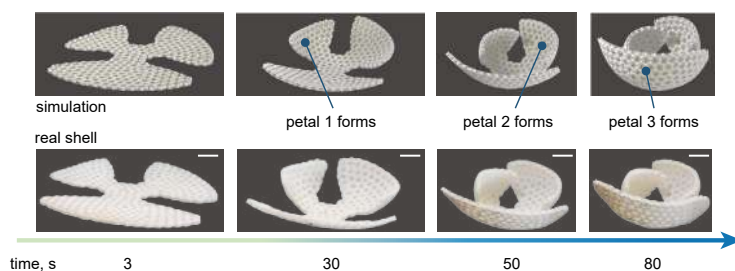 simulation
petal 1 forms
petal 2 forms
petal 3 forms
real shell
time, s 3 30 50 80